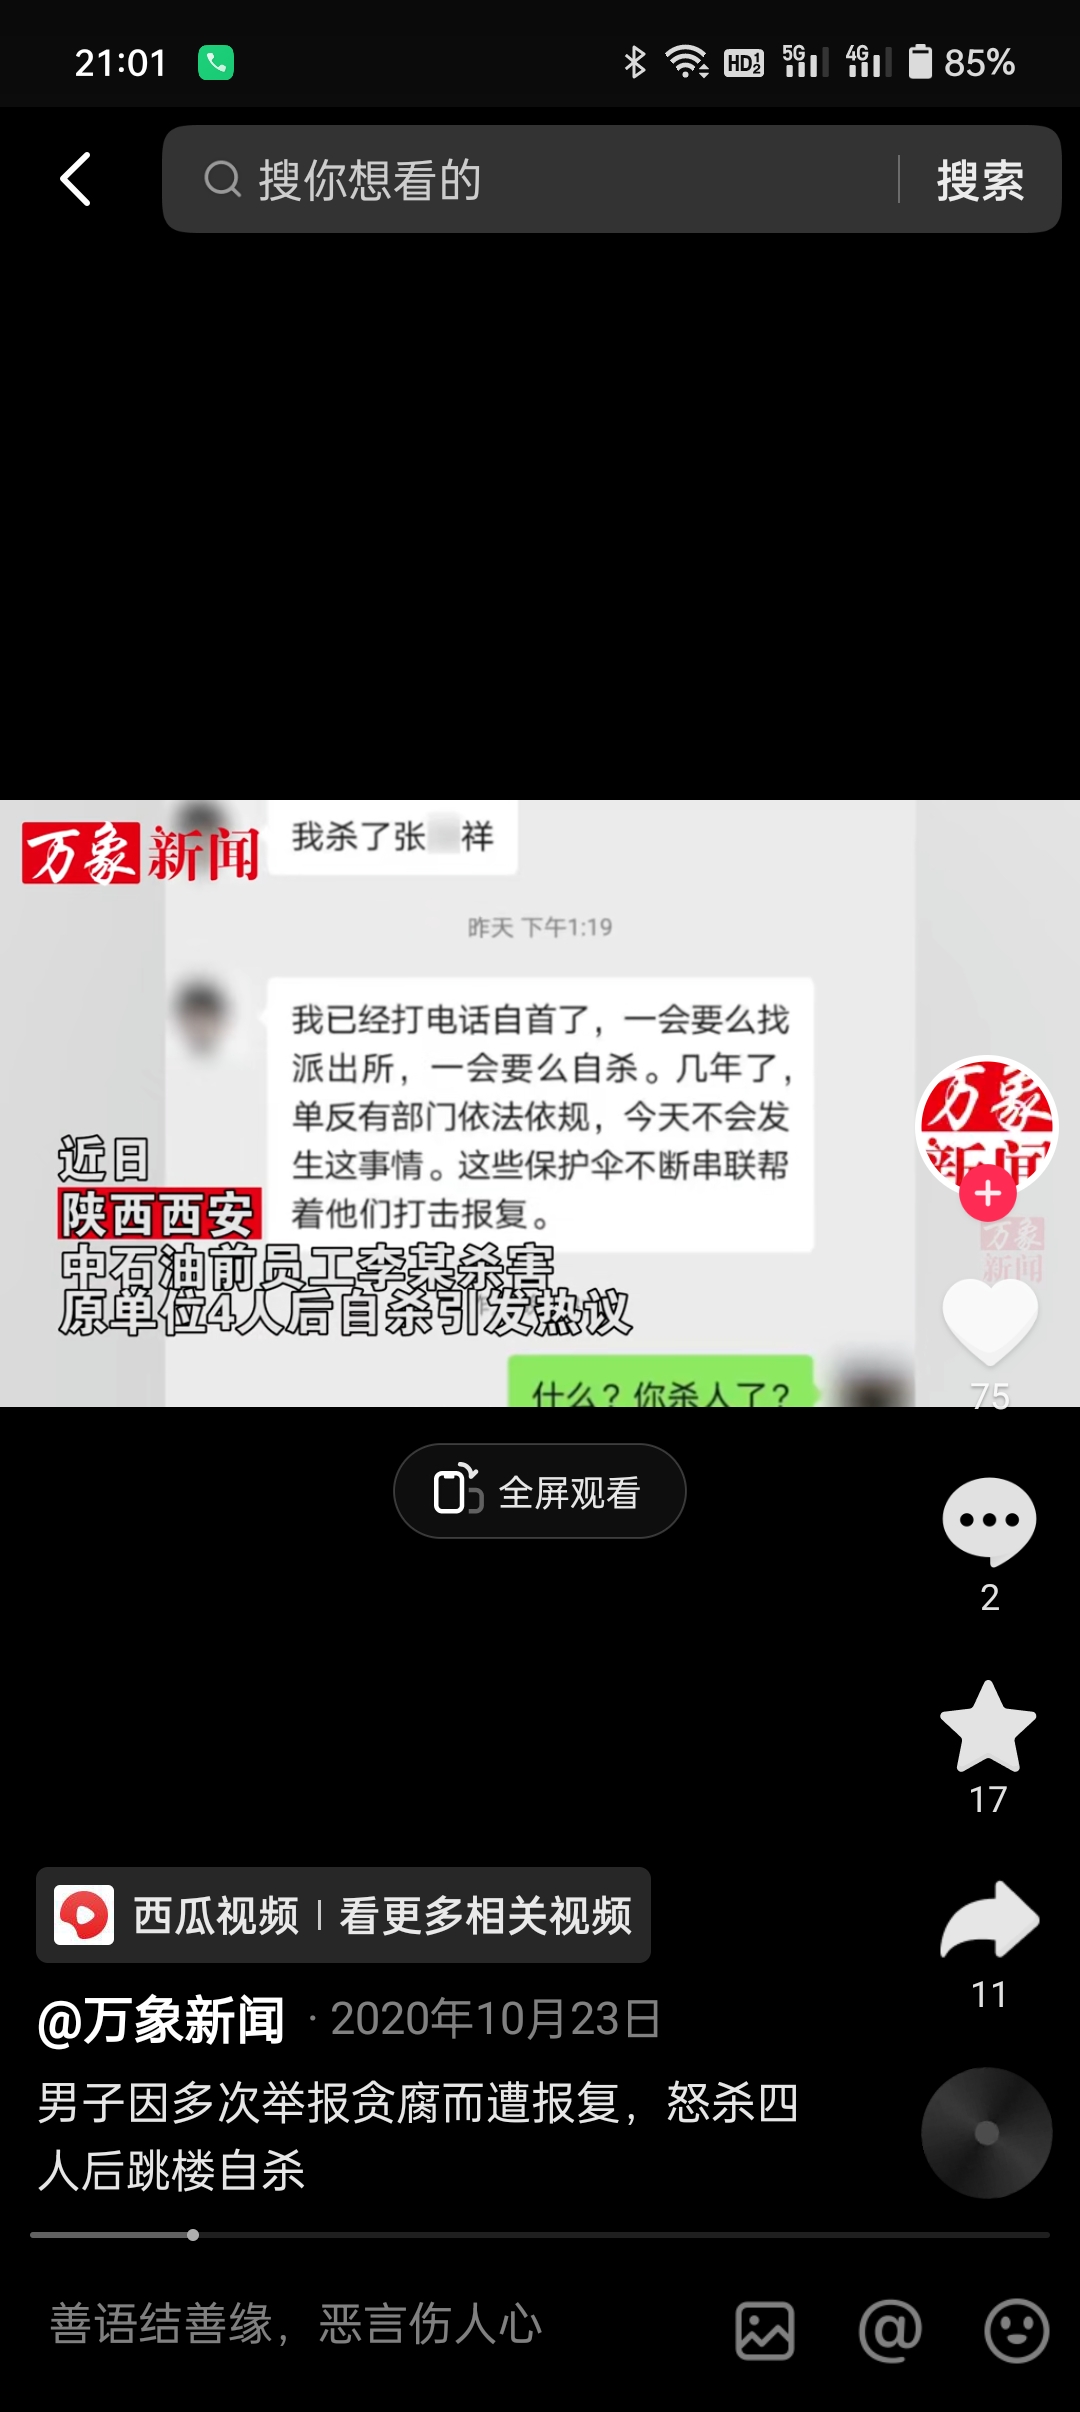 21:01
HD1 2 5G 4G 85%
搜你想看的
搜索
万象新闻
我杀了张
祥
昨天 下午1:19
我已经打电话自首了，一会要么找
派出所，一会要么自杀。几年了，
单反有部门依法依规，今天不会发
生这事情。这些保护伞不断串联帮
着他们打击报复。
近日
陕西西安
中石油前员工李某杀害
原单位4人后自杀引发热议
什么？你杀人了？
万象
新闻
万象
新闻
75
全屏观看
2
17
11
西瓜视频 | 看更多相关视频
@万象新闻 · 2020年10月23日
男子因多次举报贪腐而遭报复，怒杀四
人后跳楼自杀
善语结善缘，恶言伤人心